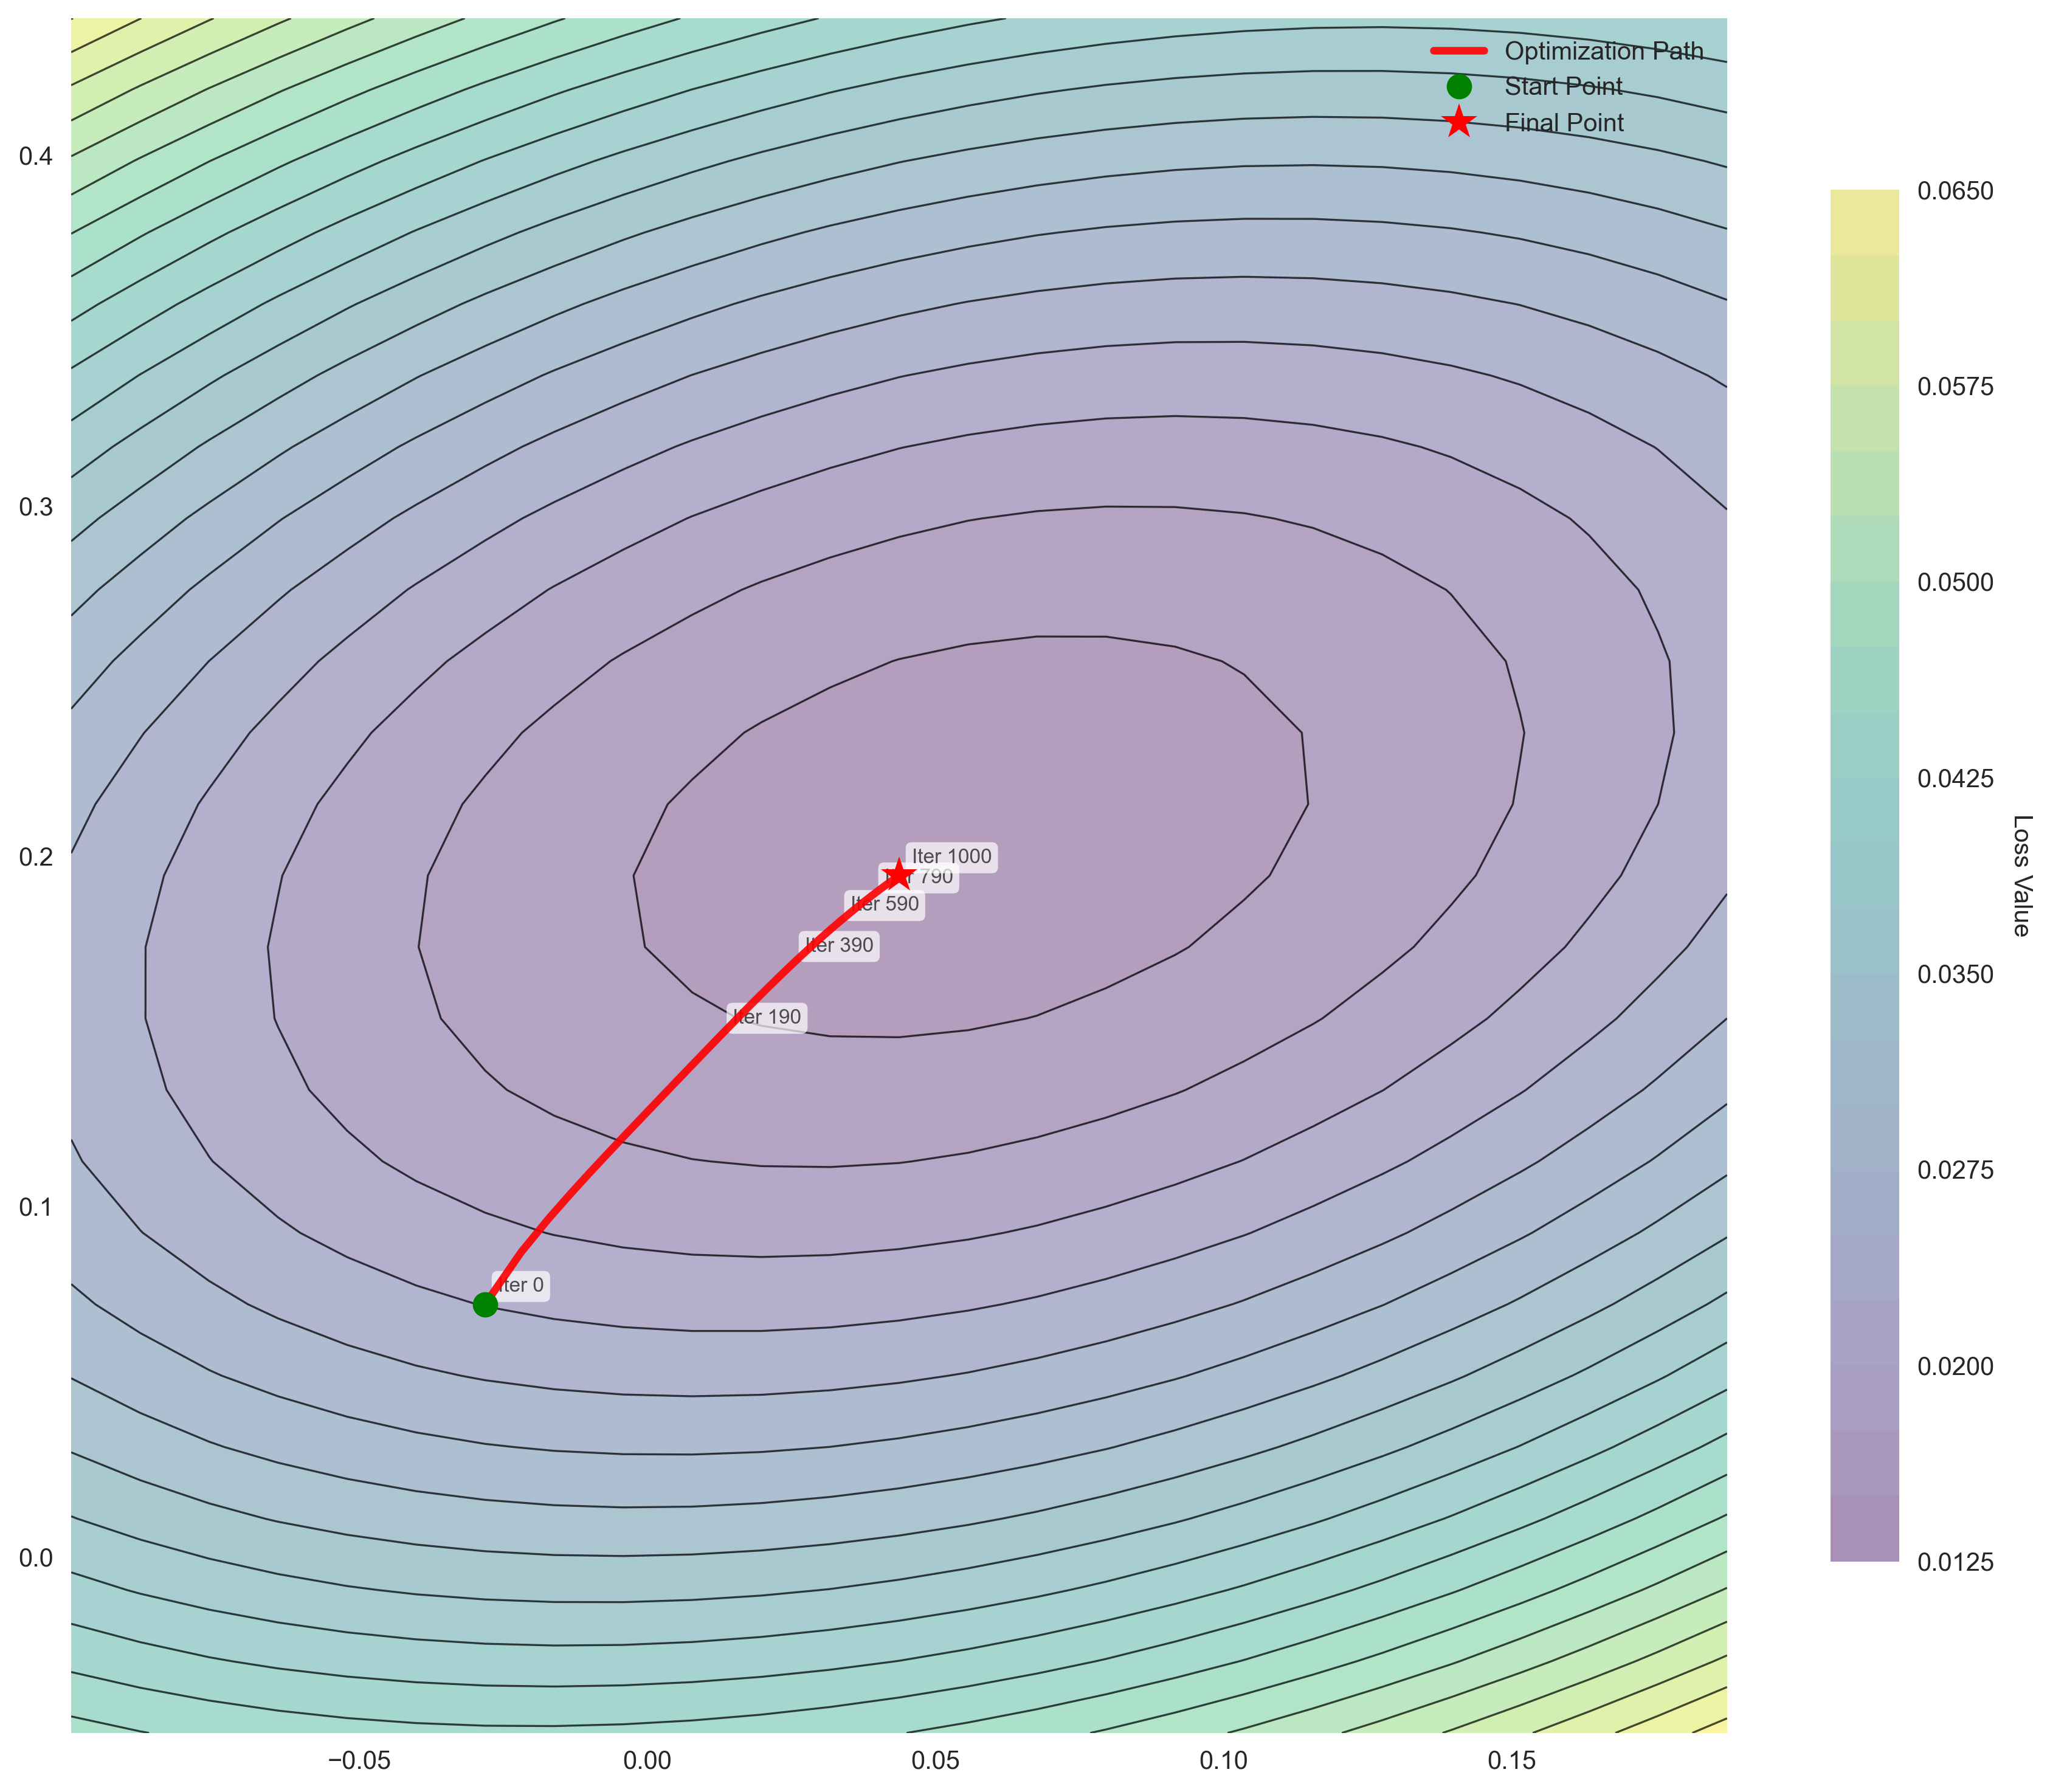 Optimization Path
Start Point
Final Point
0.4
0.3
0.2
0.1
0.0
Iter 1000
Iter 790
Iter 590
Iter 390
Iter 190
Iter 0
−0.05
0.00
0.05
0.10
0.15
0.0650
0.0575
0.0500
0.0425
0.0350
0.0275
0.0200
0.0125
Loss Value